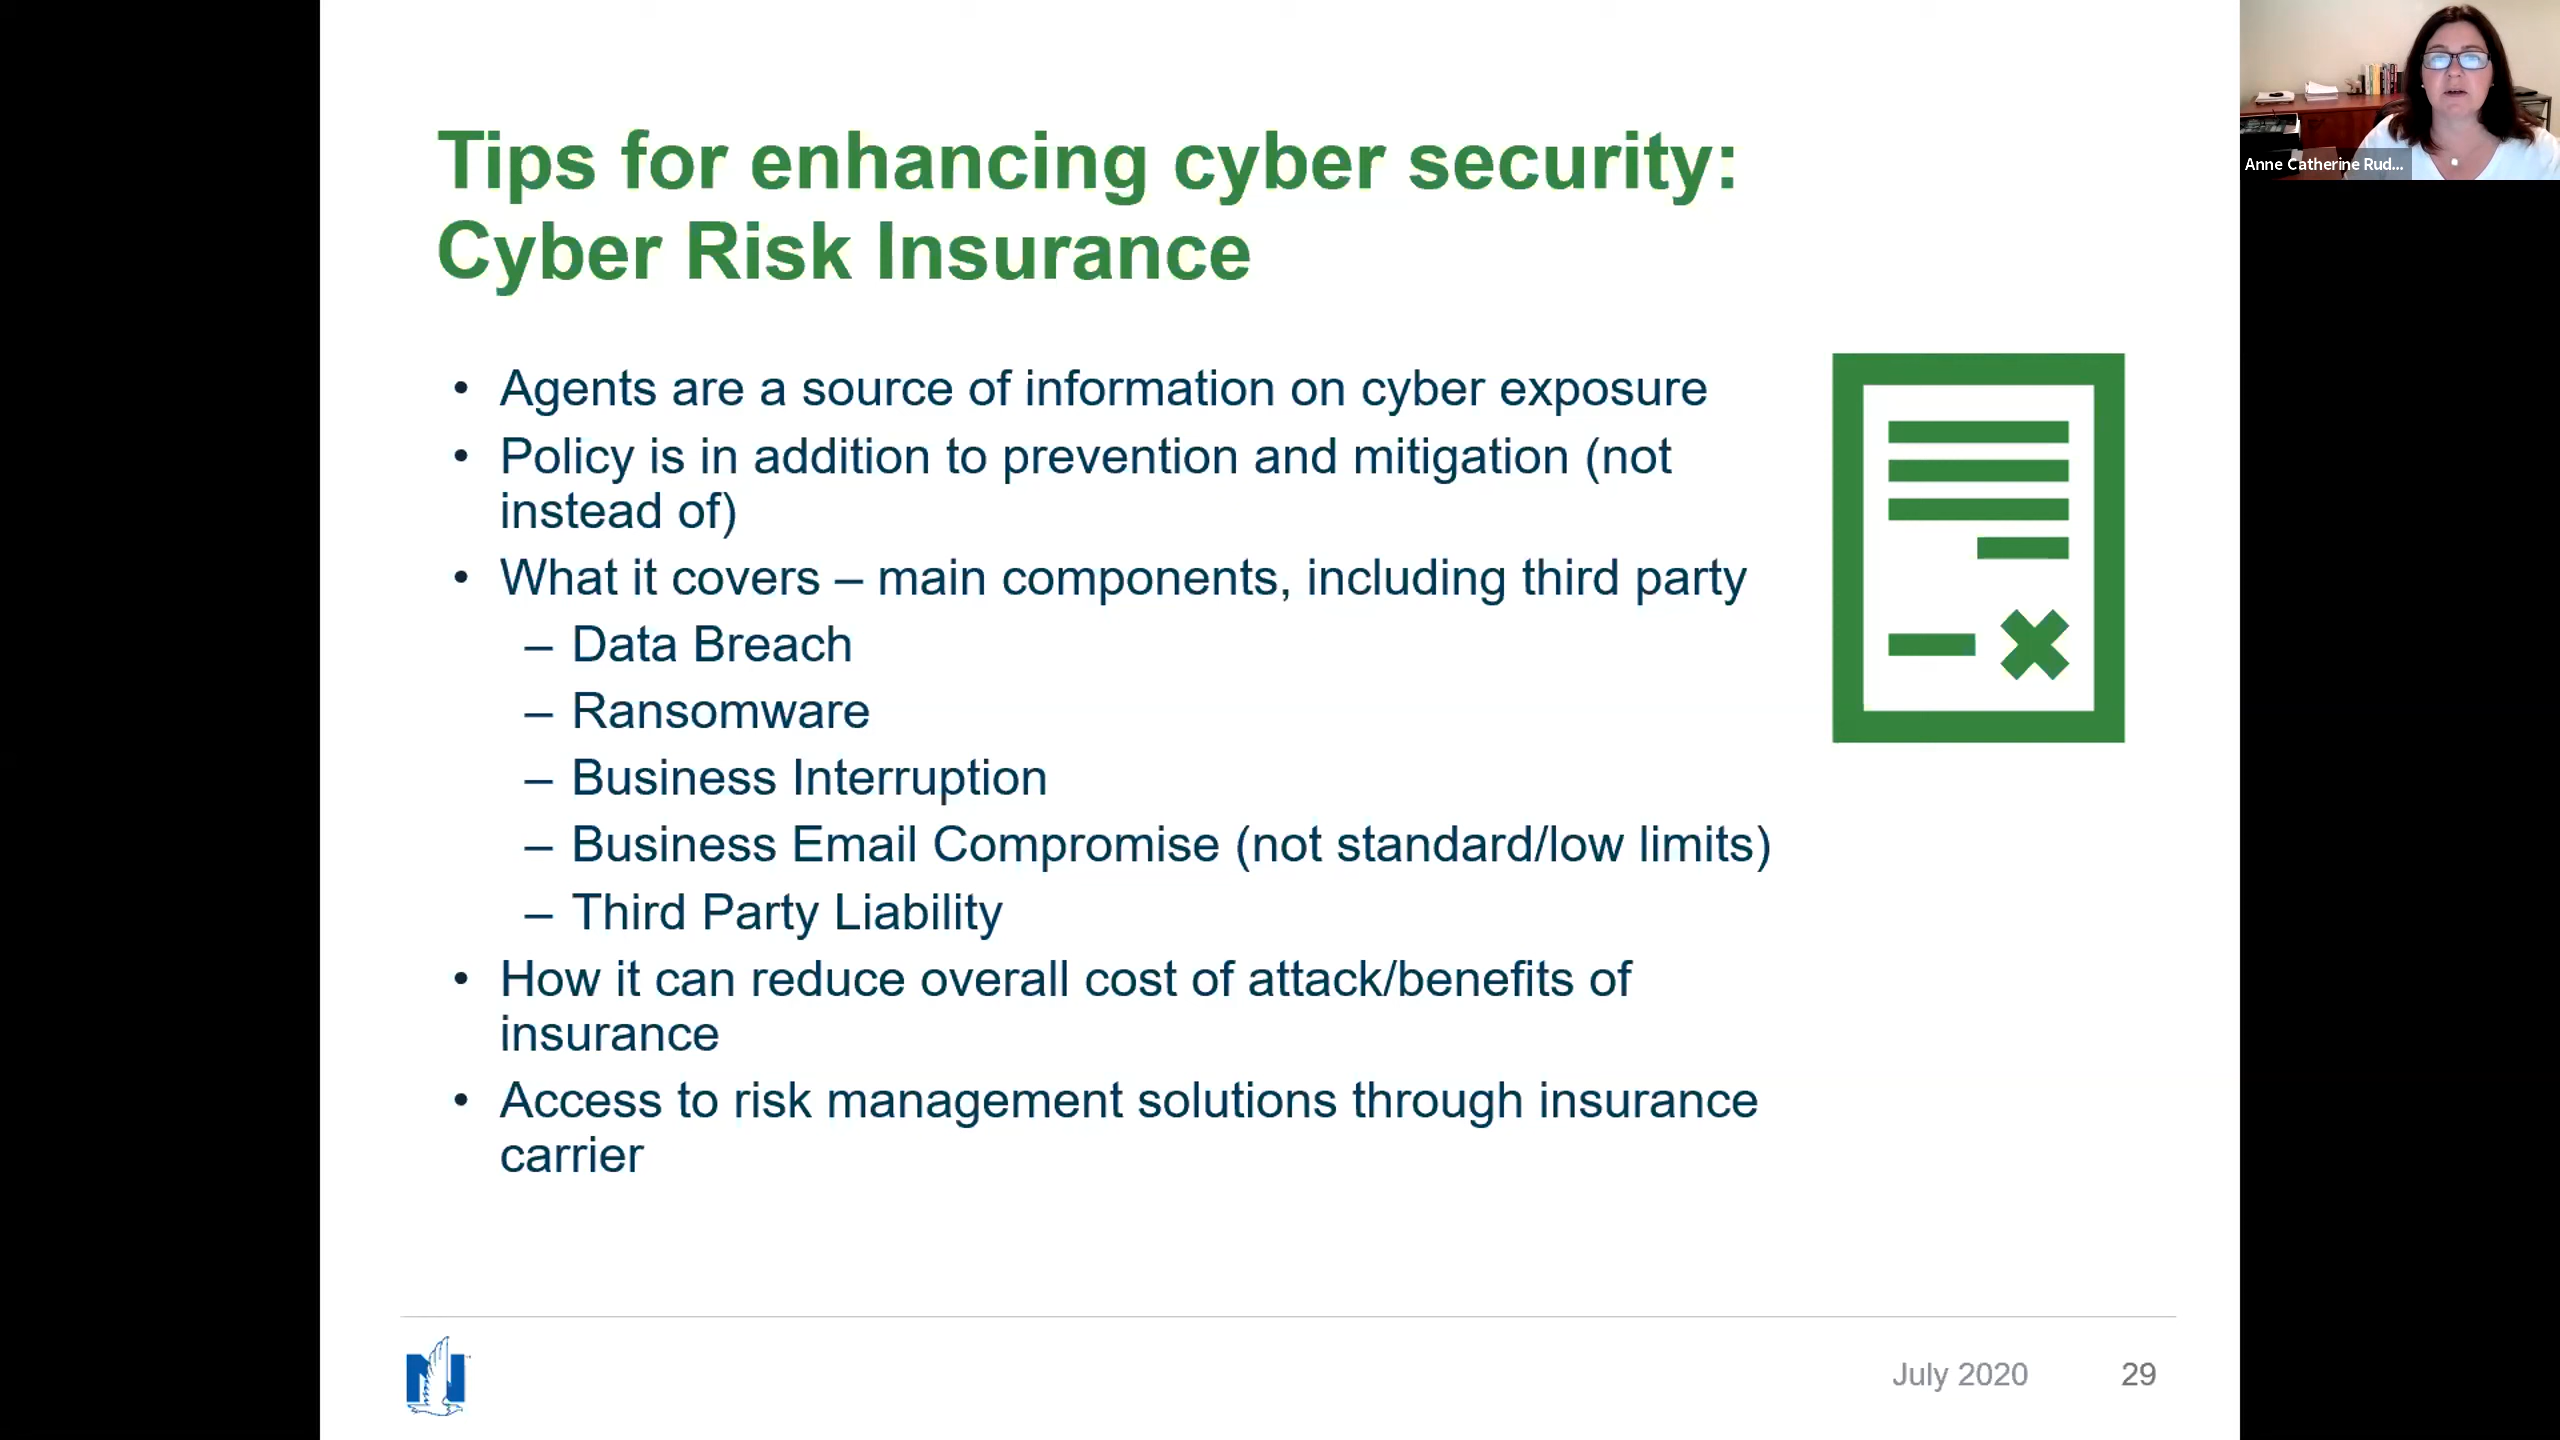 Tips for enhancing cyber security:
Cyber Risk Insurance
• Agents are a source of information on cyber exposure
• Policy is in addition to prevention and mitigation (not
instead of)
• What it covers – main components, including third party
– Data Breach
– Ransomware
– Business Interruption
– Business Email Compromise (not standard/low limits)
– Third Party Liability
• How it can reduce overall cost of attack/benefits of
insurance
• Access to risk management solutions through insurance
carrier
Anne Catherine Rud...
N
July 2020 29